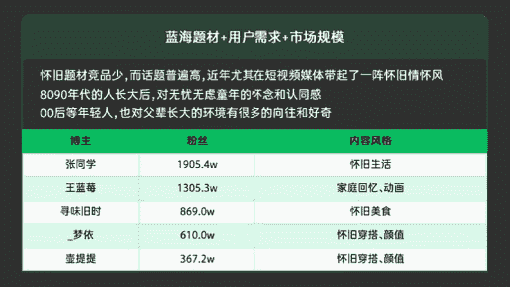 蓝海题材+用户需求+市场规模
怀旧题材竞品少,而话题普遍高,近年尤其在短视频媒体带起了一阵怀旧情怀风
8090年代的人长大后,对无忧无虑童年的怀念和认同感
00后等年轻人,也对父辈长大的环境有很多的向往和好奇
博主 粉丝 内容风格
张同学 1905.4w 怀旧生活
王蓝莓 1305.3w 家庭回忆、动画
寻味旧时 869.0w 怀旧美食
_梦依 610.0w 怀旧穿搭、颜值
壶提提 367.2w 怀旧穿搭、颜值